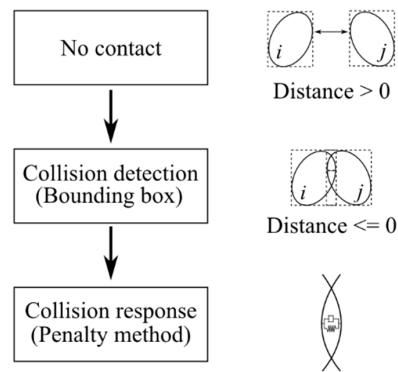 No contact
i
j
Distance > 0
Collision detection
(Bounding box)
i
j
Distance <= 0
Collision response
(Penalty method)